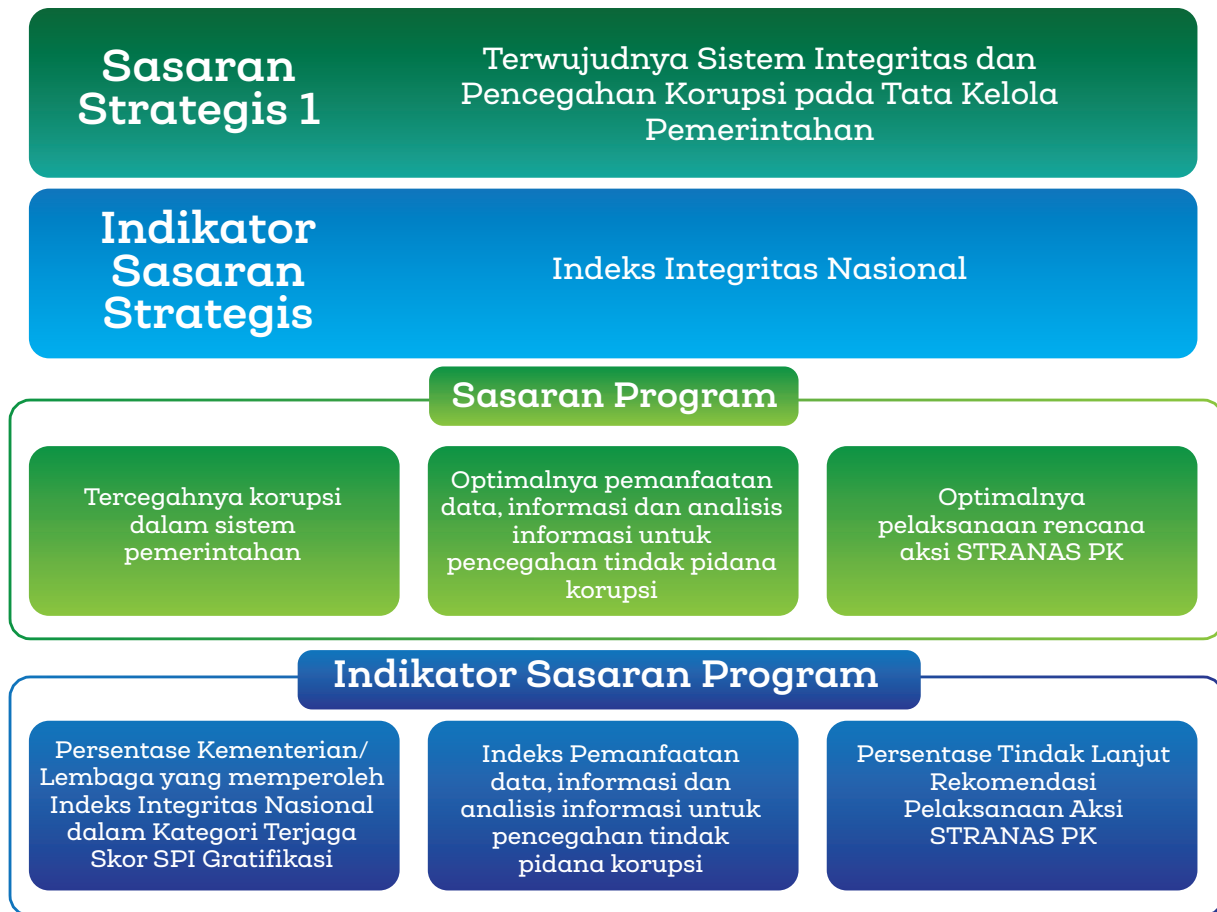 Sasaran
Strategis 1
Terwujudnya Sistem Integritas dan
Pencegahan Korupsi pada Tata Kelola
Pemerintahan
Indikator
Sasaran
Strategis
Indeks Integritas Nasional
Sasaran Program
Tercegahnya korupsi
dalam sistem
pemerintahan
Optimalnya pemanfaatan
data, informasi dan analisis
informasi untuk
pencegahan tindak pidana
korupsi
Optimalnya
pelaksanaan rencana
aksi STRANAS PK
Indikator Sasaran Program
Persentase Kementerian/
Lembaga yang memperoleh
Indeks Integritas Nasional
dalam Kategori Terjaga
Skor SPI Gratifikasi
Indeks Pemanfaatan
data, informasi dan
analisis informasi untuk
pencegahan tindak
pidana korupsi
Persentase Tindak Lanjut
Rekomendasi
Pelaksanaan Aksi
STRANAS PK